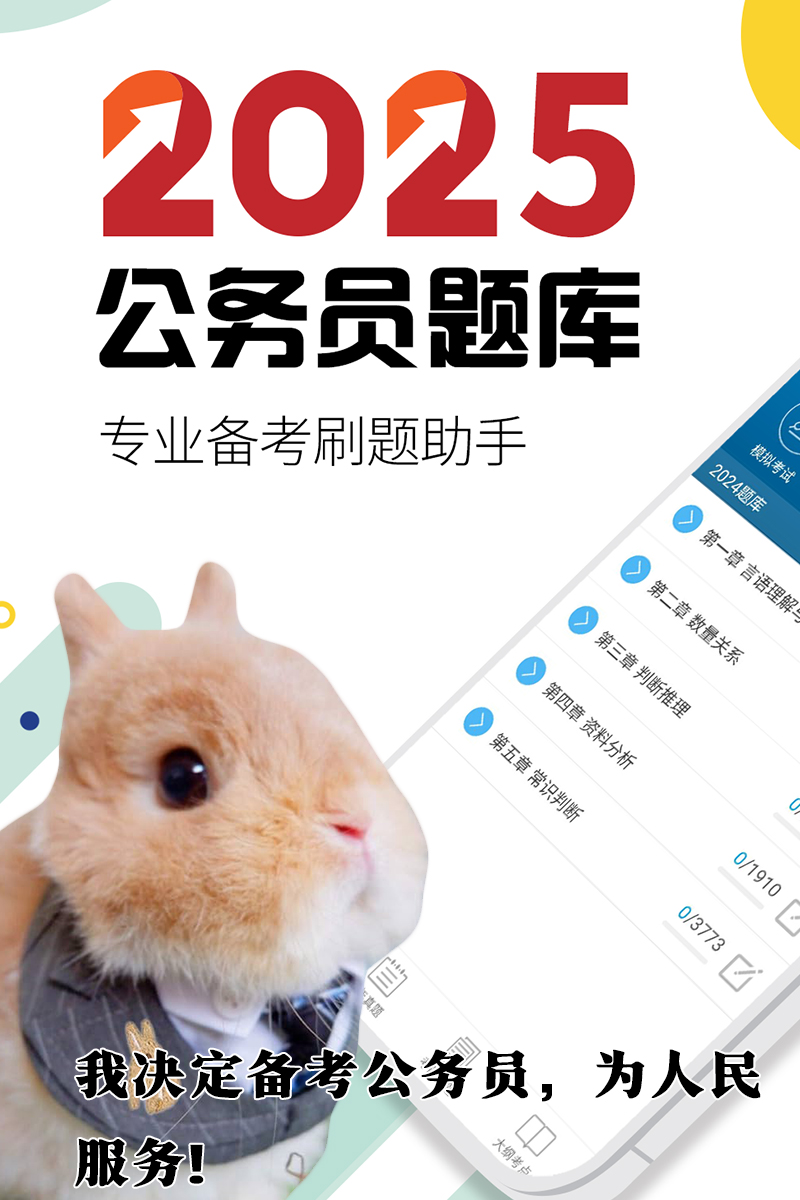 2025
公务员题库
专业备考刷题助手
模拟考试
2024题库
第一章 言语理解与
第二章 数量关系
第三章 判断推理
第四章 资料分析
第五章 常识判断
0/
0/1910
0/3773
真题
大纲考点
我决定备考公务员，为人民
服务！